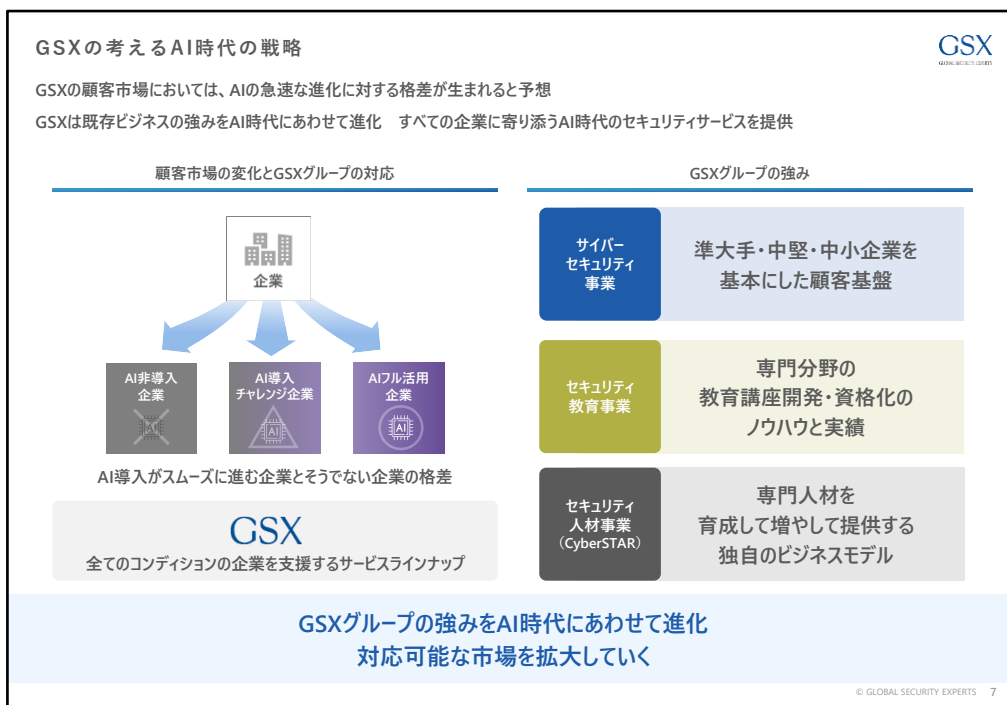 GSXの考えるAI時代の戦略
GSX
GLOBAL SECURITY EXPERTS
GSXの顧客市場においては、AIの急速な進化に対する格差が生まれると予想
GSXは既存ビジネスの強みをAI時代にあわせて進化　すべての企業に寄り添うAI時代のセキュリティサービスを提供
顧客市場の変化とGSXグループの対応
企業
AI非導入
企業
AI
AI導入
チャレンジ企業
AI
AIフル活用
企業
AI
AI導入がスムーズに進む企業とそうでない企業の格差
GSX
全てのコンディションの企業を支援するサービスラインナップ
GSXグループの強み
サイバー
セキュリティ
事業
準大手・中堅・中小企業を
基本にした顧客基盤
セキュリティ
教育事業
専門分野の
教育講座開発・資格化の
ノウハウと実績
セキュリティ
人材事業
（CyberSTAR）
専門人材を
育成して増やして提供する
独自のビジネスモデル
GSXグループの強みをAI時代にあわせて進化
対応可能な市場を拡大していく
© GLOBAL SECURITY EXPERTS 7